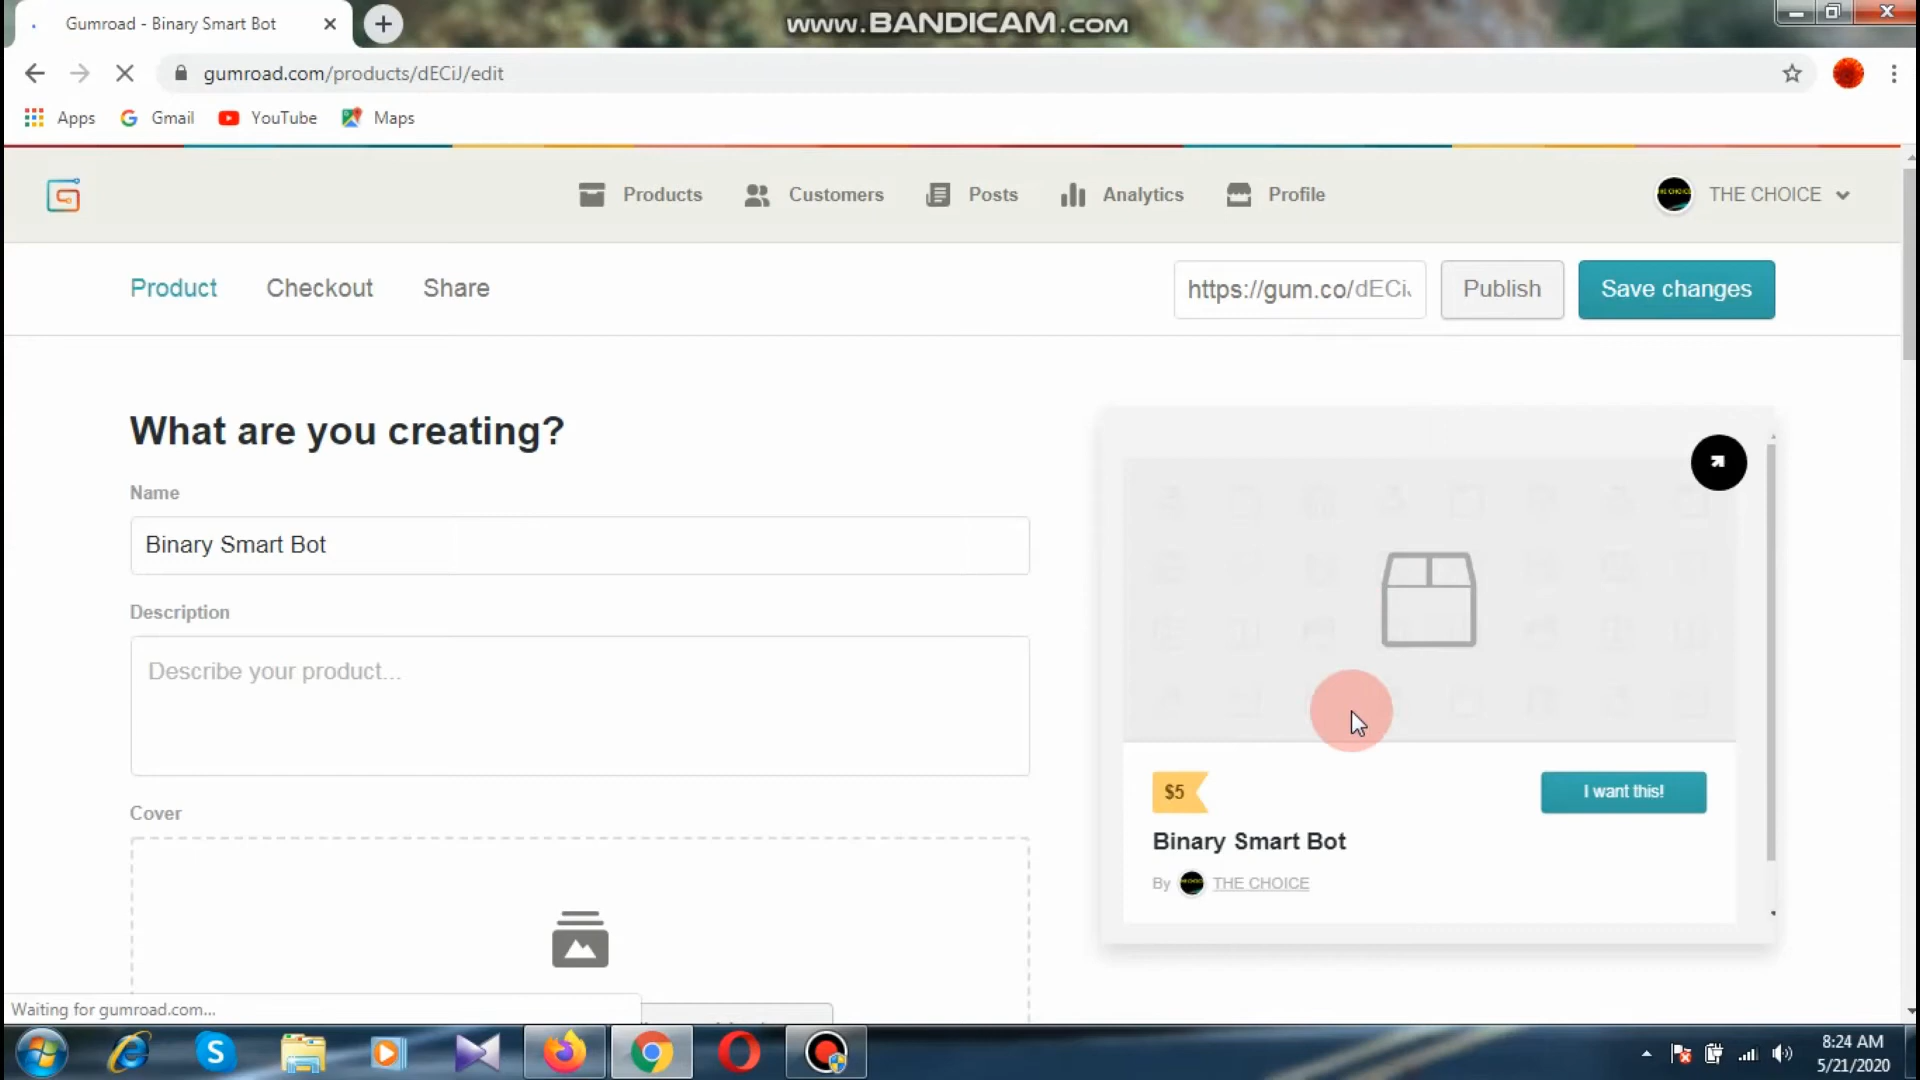 Gumroad - Binary Smart Bot
www.BANDICAM.com
gumroad.com/products/dECiJ/edit
Apps
Gmail
YouTube
Maps
Products
Customers
Posts
Analytics
Profile
THE CHOICE
Product
Checkout
Share
https://gum.co/dECiJ
Publish
Save changes
What are you creating?
Name
Binary Smart Bot
Description
Describe your product...
Cover
$5
I want this!
Binary Smart Bot
By THE CHOICE
Waiting for gumroad.com...
8:24 AM
5/21/2020